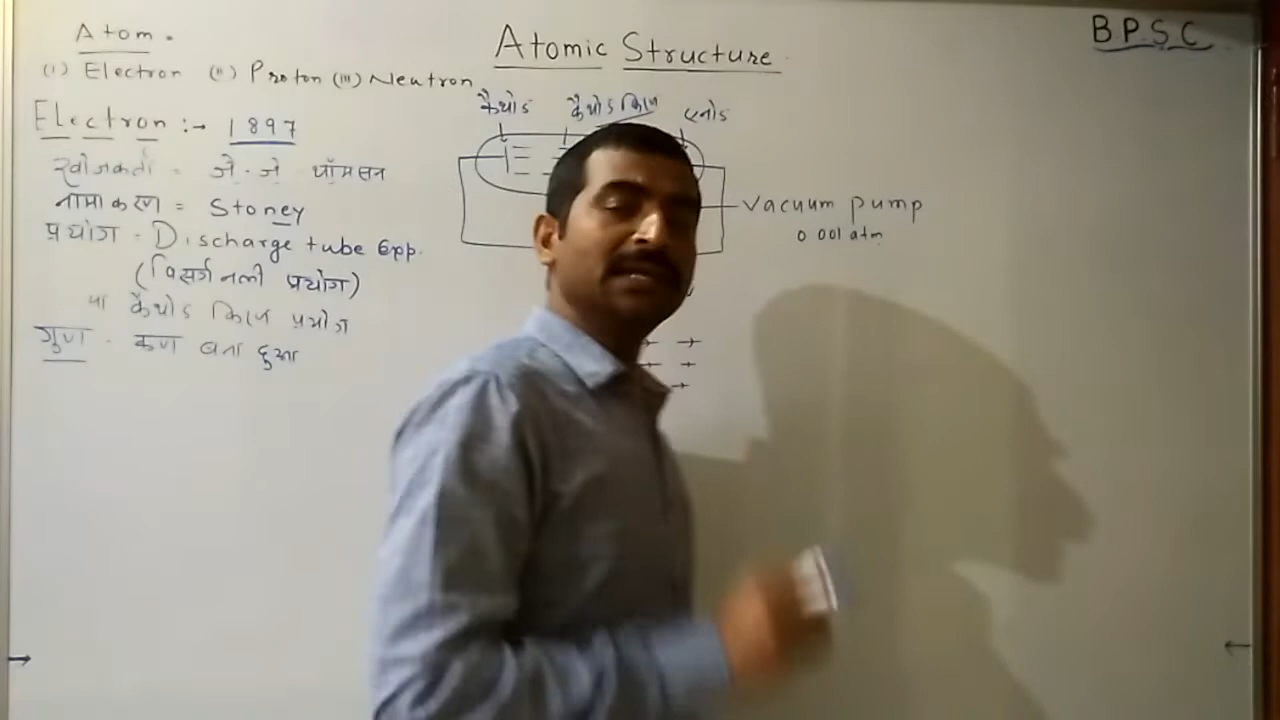 Atom.
Atomic Structure
BPSC
(i) Electron (ii) Proton (iii) Neutron
कैथोड कैथोड किरण एनोड
Electron :→ 1897
खोजकर्ता = जे. जे थॉमसन
नामाकरण = Stoney
Vacuum pump
0.001 atm
प्रयोग - Discharge tube Exp.
(विसर्ग नली प्रयोग)
या कैथोड किरण प्रयोग
गुण - कण बना हुआ